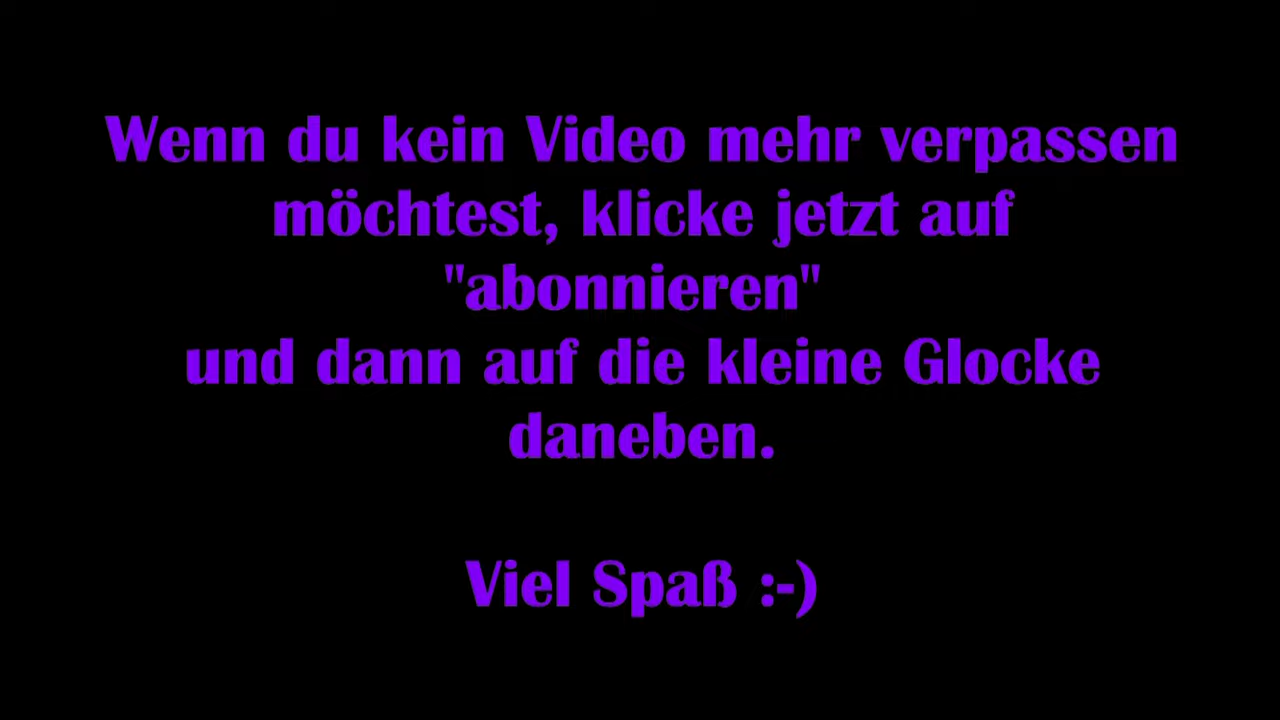 Wenn du kein Video mehr verpassen
möchtest, klicke jetzt auf
"abonnieren"
und dann auf die kleine Glocke
daneben.
Viel Spaß :-)